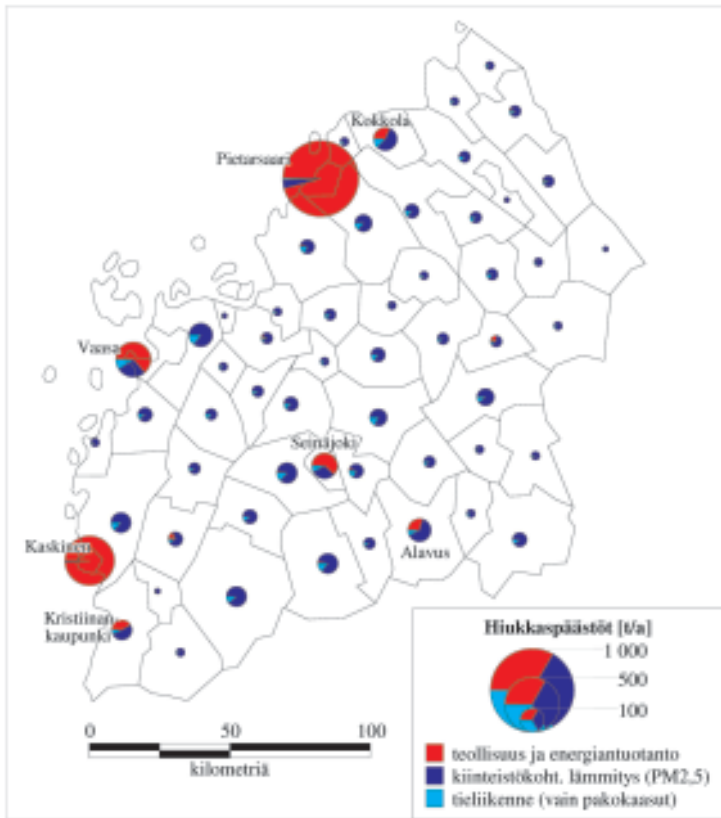 Kokkola
Pietarsaari
Vaasa
Seinäjoki
Kaskinen
Alavus
Kristiinan
kaupunki
0 50 100
kilometriä
Hiukkaspäästöt [t/a]
1 000
500
100
teollisuus ja energiantuotanto
kiinteistökoht. lämmitys (PM2,5)
tieliikenne (vain pakokaasut)